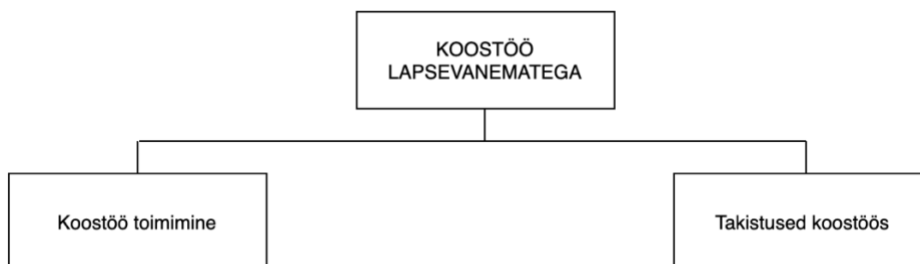 KOOSTÖÖ
LAPSEVANEMATEGA
Koostöö toimimine
Takistused koostöös